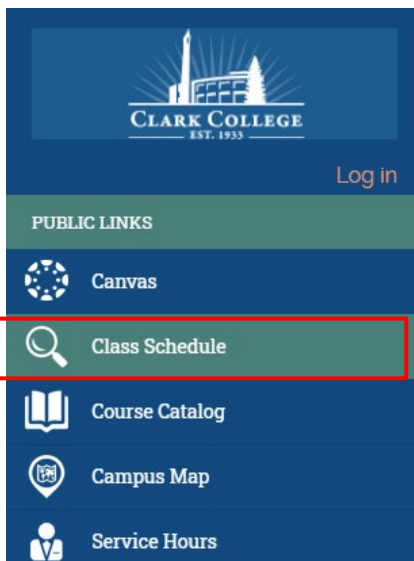 CLARK COLLEGE
EST. 1933
Log in
PUBLIC LINKS
Canvas
Class Schedule
Course Catalog
Campus Map
Service Hours